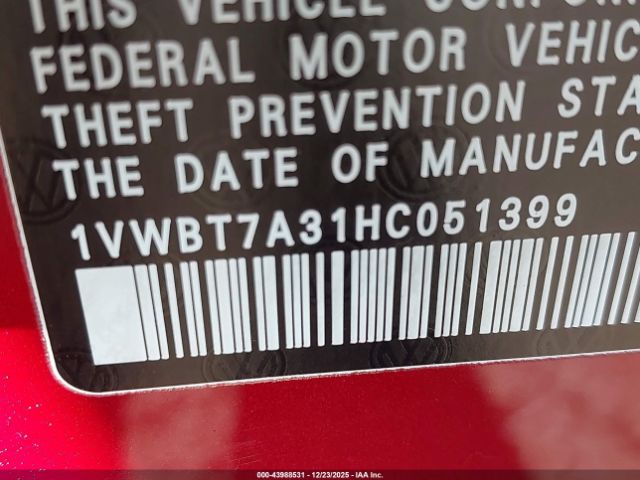 THIS VEHICLE CONFOR
FEDERAL MOTOR VEHIC
THEFT PREVENTION STA
THE DATE OF MANUFAC
1VWBT7A31HC051399
000-43988531 - 12/23/2025 - IAA Inc.